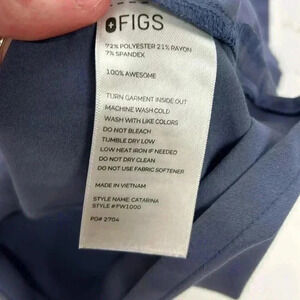 FIGS
72% POLYESTER 21% RAYON
7% SPANDEX
100% AWESOME
TURN GARMENT INSIDE OUT
MACHINE WASH COLD
WASH WITH LIKE COLORS
DO NOT BLEACH
TUMBLE DRY LOW
LOW HEAT IRON IF NEEDED
DO NOT DRY CLEAN
DO NOT USE FABRIC SOFTENER
MADE IN VIETNAM
STYLE NAME: CATARINA
STYLE #:FW1000
PO# 2704